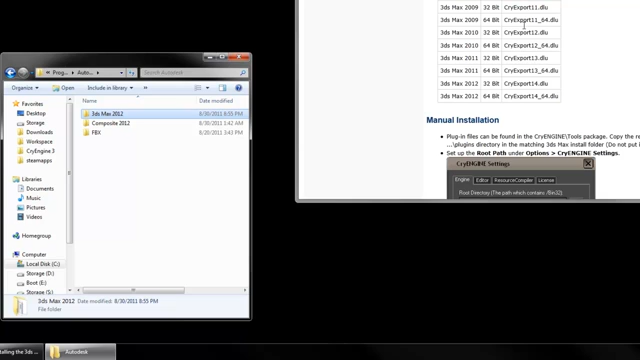 3ds Max 2009 32 Bit CryExport11.dlu
3ds Max 2009 64 Bit CryExport11_64.dlu
3ds Max 2010 32 Bit CryExport12.dlu
3ds Max 2010 64 Bit CryExport12_64.dlu
3ds Max 2011 32 Bit CryExport13.dlu
3ds Max 2011 64 Bit CryExport13_64.dlu
3ds Max 2012 32 Bit CryExport14.dlu
3ds Max 2012 64 Bit CryExport14_64.dlu
Manual Installation
Plug-in files can be found in the CryENGINE\Tools package. Copy the re
...\plugins directory in the matching 3ds Max install folder (Do not put i
Set up the Root Path under Options > CryENGINE Settings.
CryENGINE Settings
Engine Editor ResourceCompiler License
Root Directory (The path which contains ./Bin32)
Prog... Auto... Search Autodesk
Organize Open Include in library »
Name Date modified
Favorites
Desktop
Storage
Downloads
Workspace
CryEngine 3
steamapps
Libraries
Documents
Music
Pictures
Videos
Homegroup
Computer
Local Disk (C:)
Storage (D:)
Boot (E:)
Storage (F:)
3ds Max 2012 8/30/2011 8:55 PM
Composite 2012 8/30/2011 1:42 AM
FBX 8/20/2011 3:43 PM
3ds Max 2012 Date modified: 8/30/2011 8:55 PM
File folder
talling the 3ds ... Autodesk